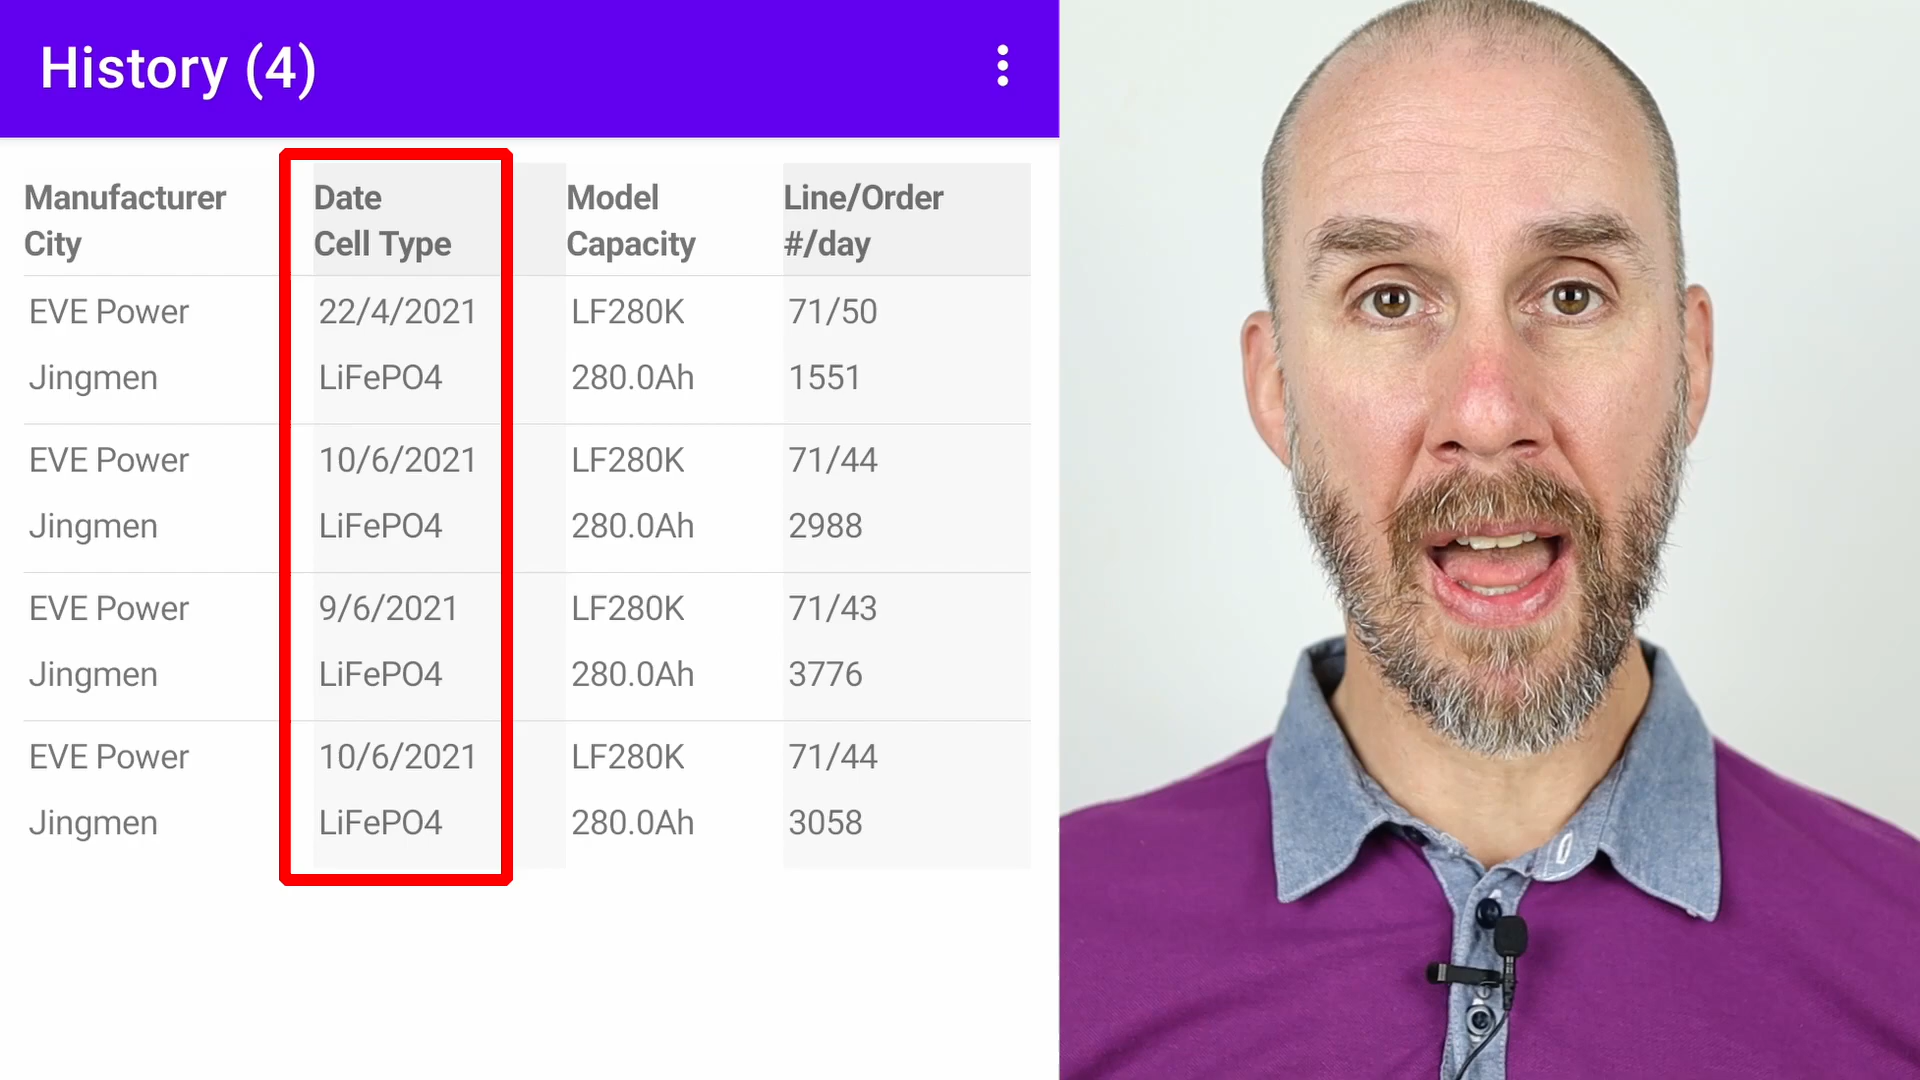 History (4)
Manufacturer Date Model Line/Order
City Cell Type Capacity #/day
EVE Power 22/4/2021 LF280K 71/50
Jingmen LiFePO4 280.0Ah 1551
EVE Power 10/6/2021 LF280K 71/44
Jingmen LiFePO4 280.0Ah 2988
EVE Power 9/6/2021 LF280K 71/43
Jingmen LiFePO4 280.0Ah 3776
EVE Power 10/6/2021 LF280K 71/44
Jingmen LiFePO4 280.0Ah 3058